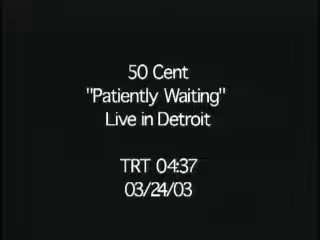 50 Cent
"Patiently Waiting"
Live in Detroit
TRT 04:37
03/24/03